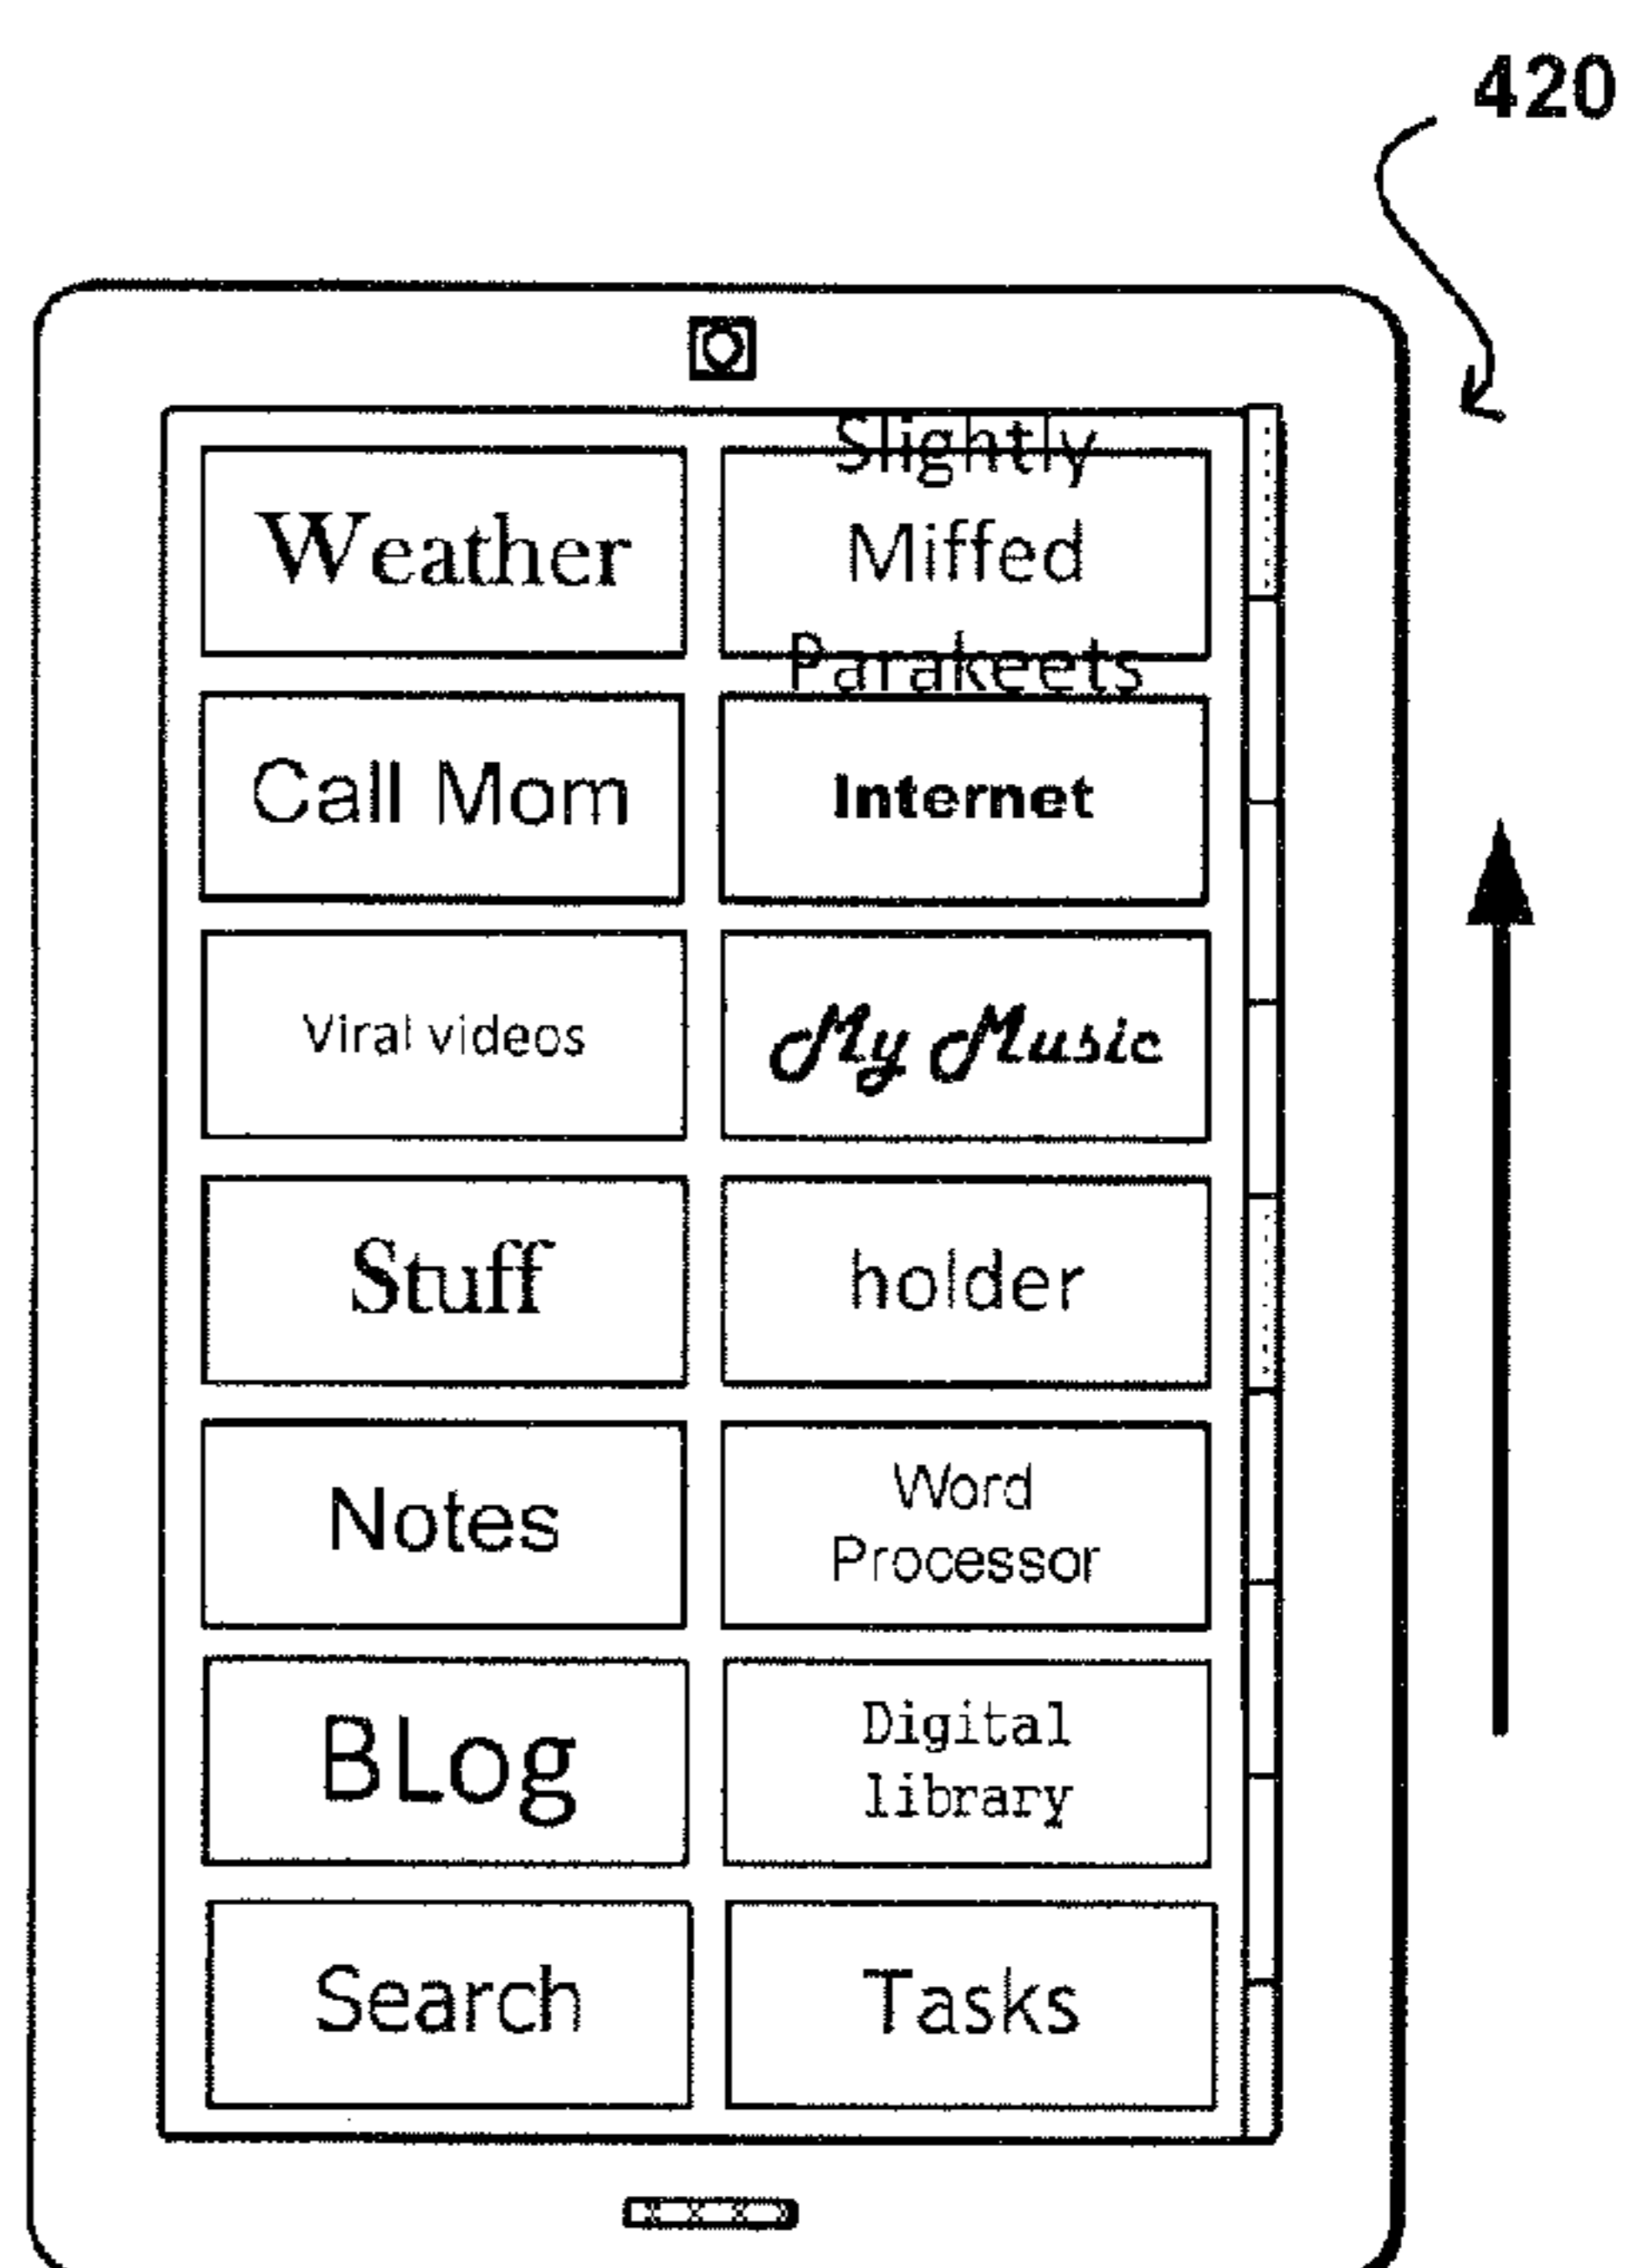 420
Weather
Slightly
Miffed
Parakeets
Call Mom
Internet
Viral videos
My Music
Stuff
holder
Notes
Word
Processor
BLog
Digital
library
Search
Tasks